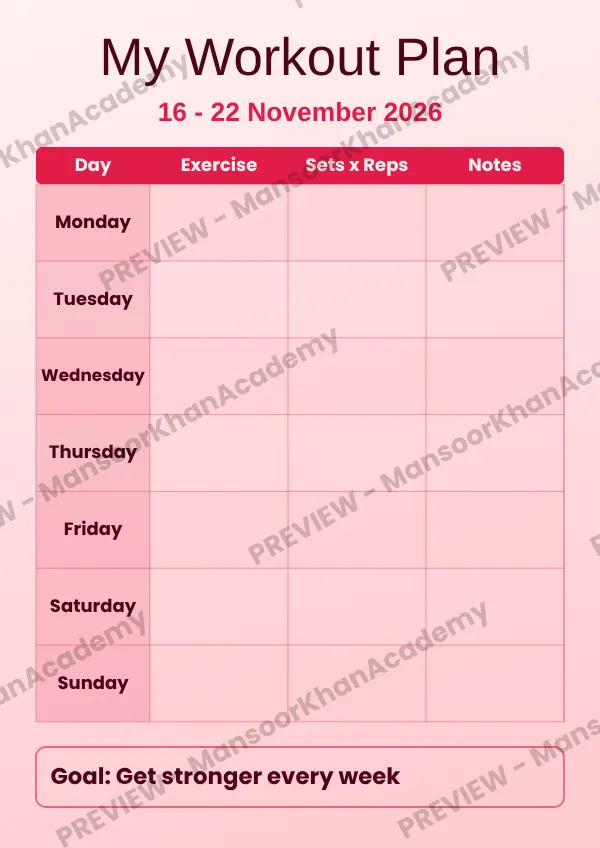 My Workout Plan
16 - 22 November 2026
Day Exercise Sets x Reps Notes
Monday
Tuesday
Wednesday
Thursday
Friday
Saturday
Sunday
Goal: Get stronger every week
PREVIEW – MansoorKhanAcademy